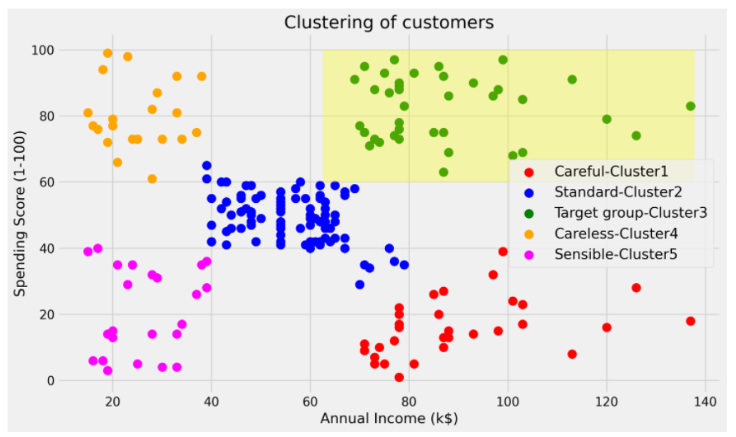 Clustering of customers
100
80
60
40
20
0
Spending Score (1-100)
Careful-Cluster1
Standard-Cluster2
Target group-Cluster3
Careless-Cluster4
Sensible-Cluster5
20 40 60 80 100 120 140
Annual Income (k$)